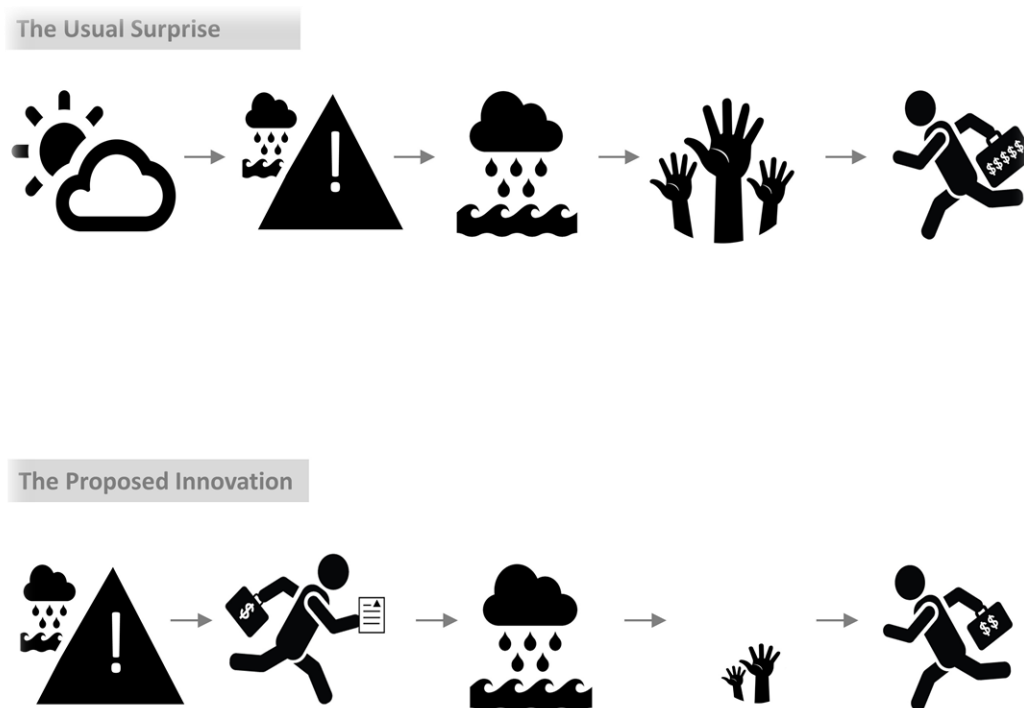 The Usual Surprise
!
$$$$$
The Proposed Innovation
!
$
$$